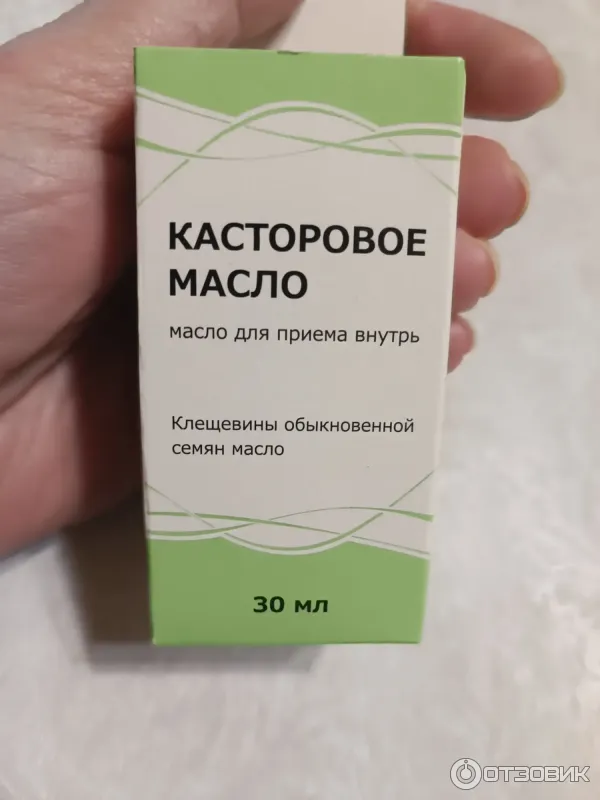 КАСТОРОВОЕ
МАСЛО
масло для приема внутрь
Клещевины обыкновенной
семян масло
30 мл
ОТЗОВИК